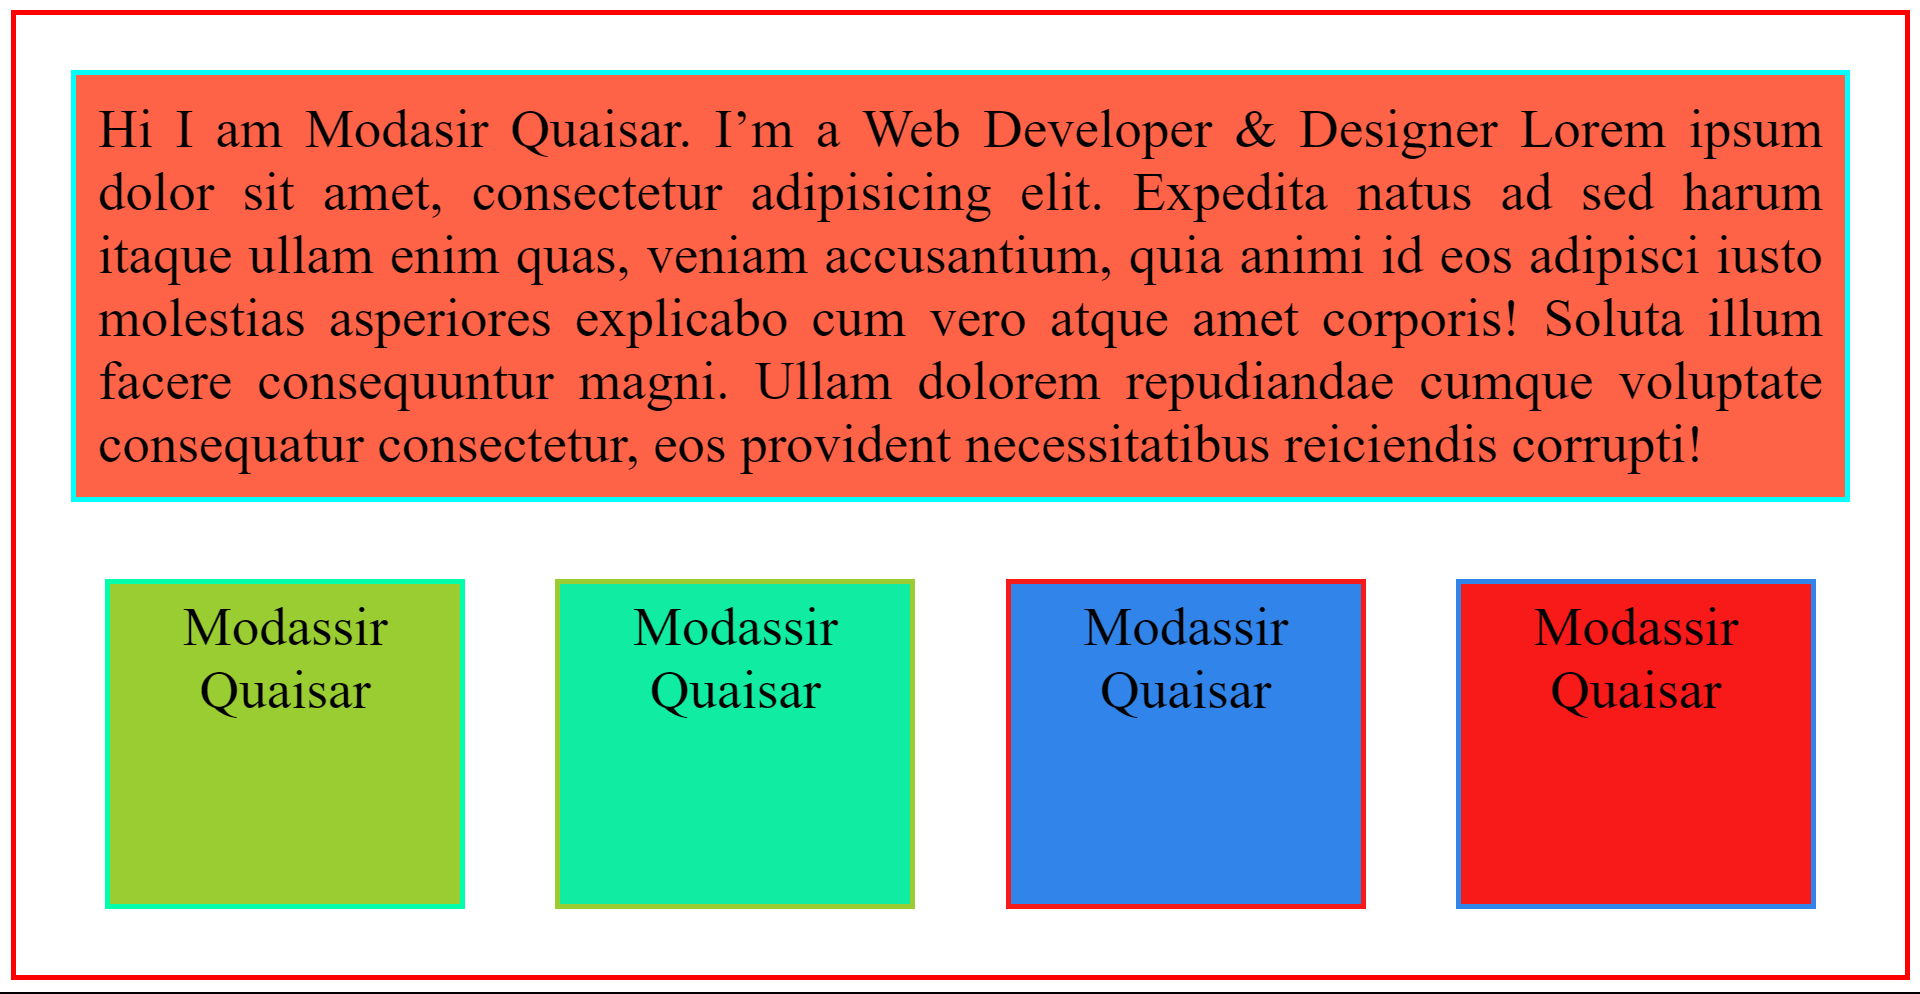 Hi I am Modasir Quaisar. I’m a Web Developer & Designer Lorem ipsum
dolor sit amet, consectetur adipisicing elit. Expedita natus ad sed harum
itaque ullam enim quas, veniam accusantium, quia animi id eos adipisci iusto
molestias asperiores explicabo cum vero atque amet corporis! Soluta illum
facere consequuntur magni. Ullam dolorem repudiandae cumque voluptate
consequatur consectetur, eos provident necessitatibus reiciendis corrupti!
Modassir
Quaisar
Modassir
Quaisar
Modassir
Quaisar
Modassir
Quaisar